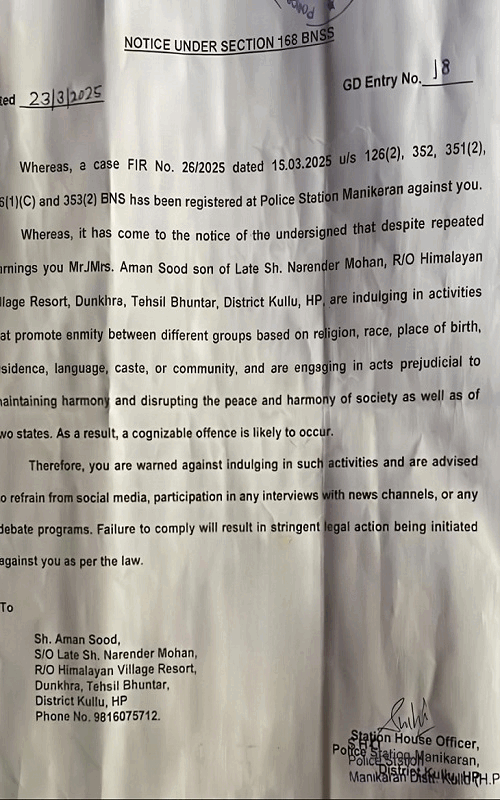 Police
NOTICE UNDER SECTION 168 BNSS
ted 23/3/2025
GD Entry No. 18
Whereas, a case FIR No. 26/2025 dated 15.03.2025 u/s 126(2), 352, 351(2),
6(1)(C) and 353(2) BNS has been registered at Police Station Manikaran against you.
Whereas, it has come to the notice of the undersigned that despite repeated
arnings you Mr./Mrs. Aman Sood son of Late Sh. Narender Mohan, R/O Himalayan
llage Resort, Dunkhra, Tehsil Bhuntar, District Kullu, HP, are indulging in activities
at promote enmity between different groups based on religion, race, place of birth,
sidence, language, caste, or community, and are engaging in acts prejudicial to
naintaining harmony and disrupting the peace and harmony of society as well as of
wo states. As a result, a cognizable offence is likely to occur.
Therefore, you are warned against indulging in such activities and are advised
o refrain from social media, participation in any interviews with news channels, or any
debate programs. Failure to comply will result in stringent legal action being initiated
against you as per the law.
To
Sh. Aman Sood,
S/O Late Sh. Narender Mohan,
R/O Himalayan Village Resort,
Dunkhra, Tehsil Bhuntar,
District Kullu, HP
Phone No. 9816075712.
Station House Officer,
S.H.O.
Police Station Manikaran,
Police Station
District Kullu, HP
Manikaran Distt. Kullu (H.P